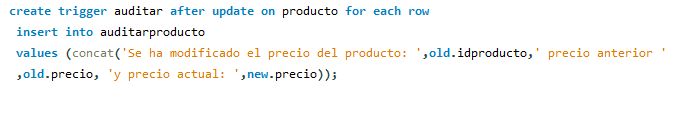 create trigger auditar after update on producto for each row
insert into auditarproducto
values (concat('Se ha modificado el precio del producto: ',old.idproducto,' precio anterior '
,old.precio, 'y precio actual: ',new.precio));